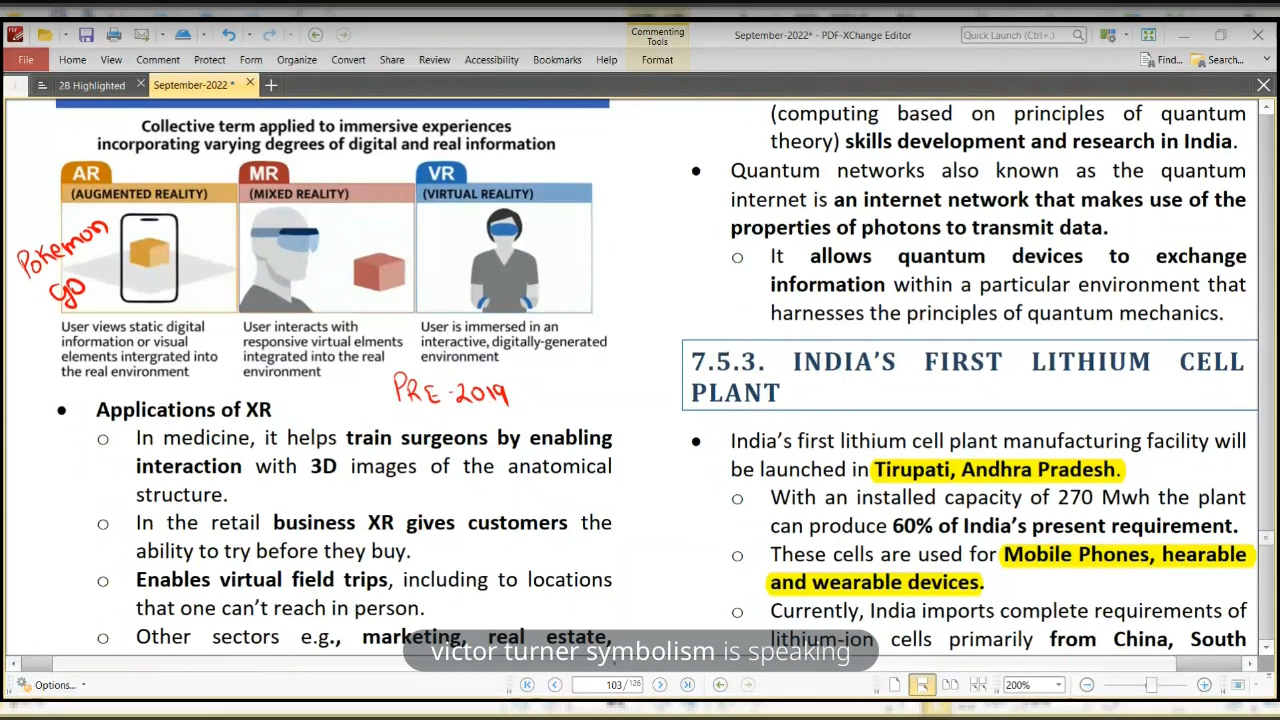 Commenting Tools
September-2022* - PDF-XChange Editor
Quick Launch (Ctrl+.)
File Home View Comment Protect Form Organize Convert Share Review Accessibility Bookmarks Help Format
Find... Search...
2B Highlighted September-2022 *
Collective term applied to immersive experiences
incorporating varying degrees of digital and real information
AR MR VR
(AUGMENTED REALITY) (MIXED REALITY) (VIRTUAL REALITY)
Pokemon
Go
User views static digital
information or visual
elements intergrated into
the real environment
User interacts with
responsive virtual elments
integrated into the real
environment
User is immersed in an
interactive, digitally-generated
environment
PRE-2019
• Applications of XR
o In medicine, it helps train surgeons by enabling
interaction with 3D images of the anatomical
structure.
o In the retail business XR gives customers the
ability to try before they buy.
o Enables virtual field trips, including to locations
that one can't reach in person.
o Other sectors e.g., marketing, real estate,
(computing based on principles of quantum
theory) skills development and research in India.
• Quantum networks also known as the quantum
internet is an internet network that makes use of the
properties of photons to transmit data.
o It allows quantum devices to exchange
information within a particular environment that
harnesses the principles of quantum mechanics.
7.5.3. INDIA'S FIRST LITHIUM CELL
PLANT
• India's first lithium cell plant manufacturing facility will
be launched in Tirupati, Andhra Pradesh.
o With an installed capacity of 270 Mwh the plant
can produce 60% of India's present requirement.
o These cells are used for Mobile Phones, hearable
and wearable devices.
o Currently, India imports complete requirements of
lithium-ion cells primarily from China, South
victor turner symbolism is speaking
Options... 103/126 200%